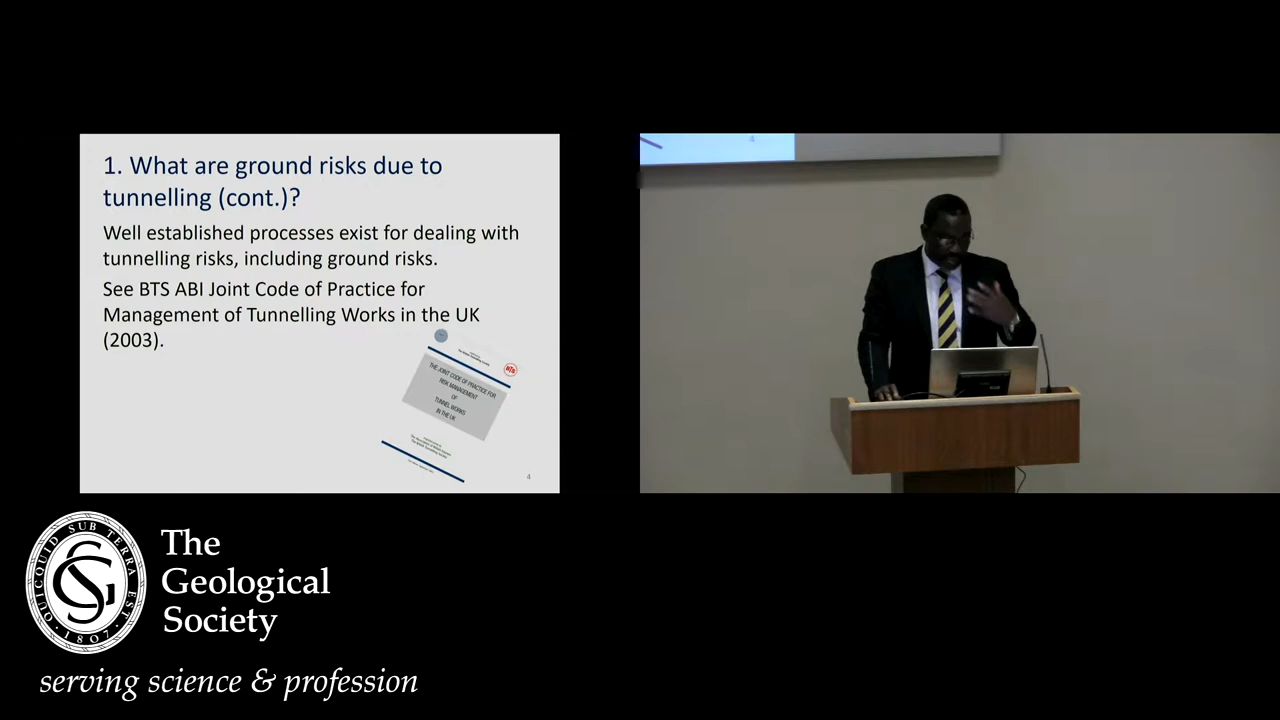 1. What are ground risks due to
tunnelling (cont.)?
Well established processes exist for dealing with
tunnelling risks, including ground risks.
See BTS ABI Joint Code of Practice for
Management of Tunnelling Works in the UK
(2003).
THE JOINT CODE OF PRACTICE FOR
RISK MANAGEMENT
OF
TUNNEL WORKS
IN THE UK
4
4
QUICQUID SUB TERRA EST
1807
The
Geological
Society
serving science & profession